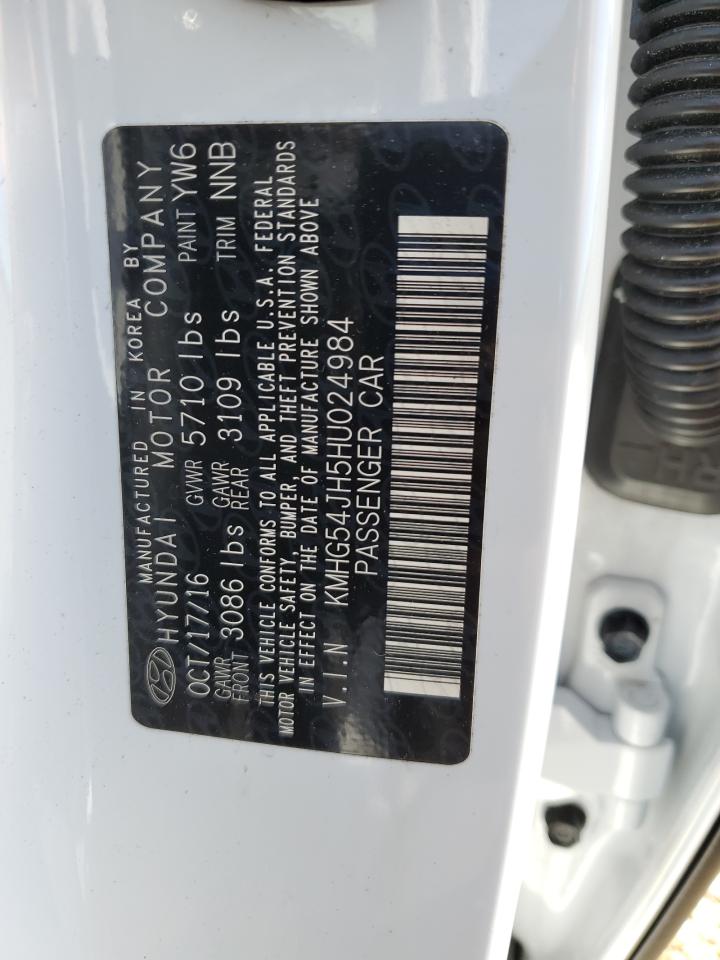 MANUFACTURED IN KOREA BY
HYUNDAI MOTOR COMPANY
OCT/17/16 GVWR 5710 lbs PAINT YW6
GAWR FRONT 3086 lbs GAWR REAR 3109 lbs TRIM NNB
THIS VEHICLE CONFORMS TO ALL APPLICABLE U.S.A. FEDERAL
MOTOR VEHICLE SAFETY, BUMPER, AND THEFT PREVENTION STANDARDS
IN EFFECT ON THE DATE OF MANUFACTURE SHOWN ABOVE
V.I.N KMHG54JH5HU024984
PASSENGER CAR
RH